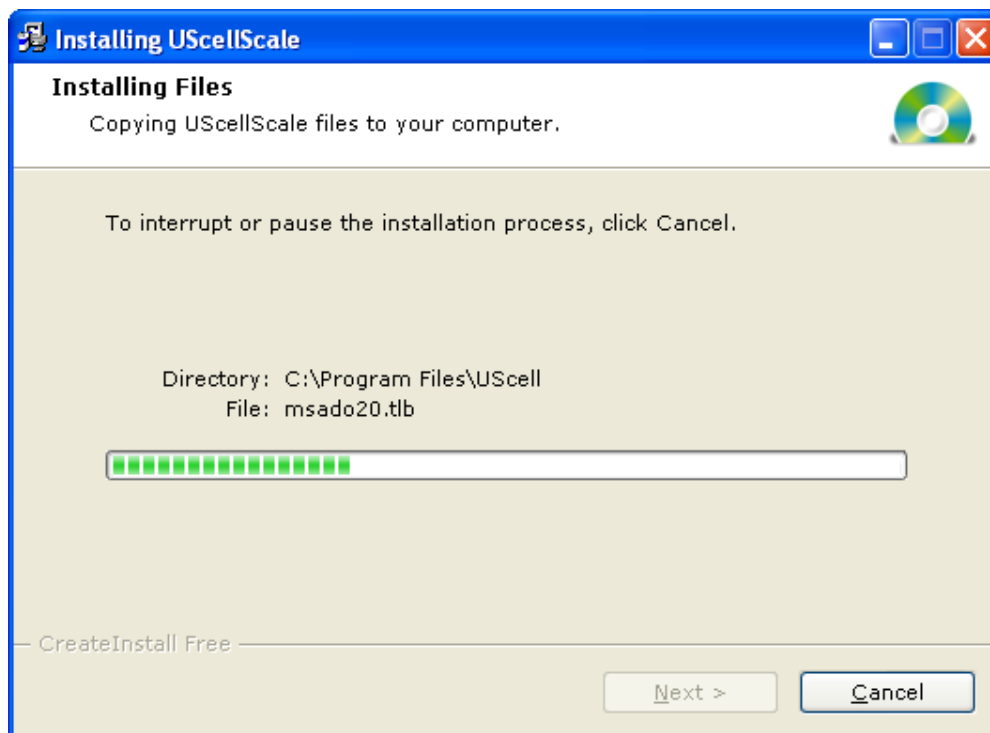 Installing UScellScale
Installing Files
Copying UScellScale files to your computer.
To interrupt or pause the installation process, click Cancel.
Directory: C:\Program Files\UScell
File: msado20.tlb
CreateInstall Free
Next >
Cancel